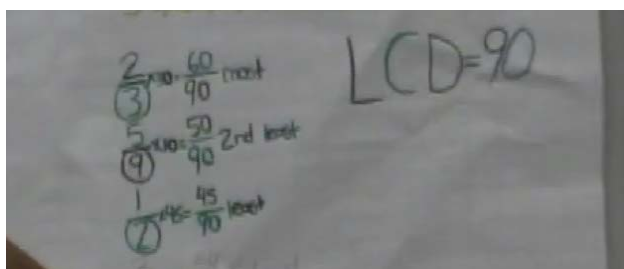 2/3 x10= 60/90 most
LCD=90
5/9 x10= 50/90 2nd least
1/2 x45= 45/90 least